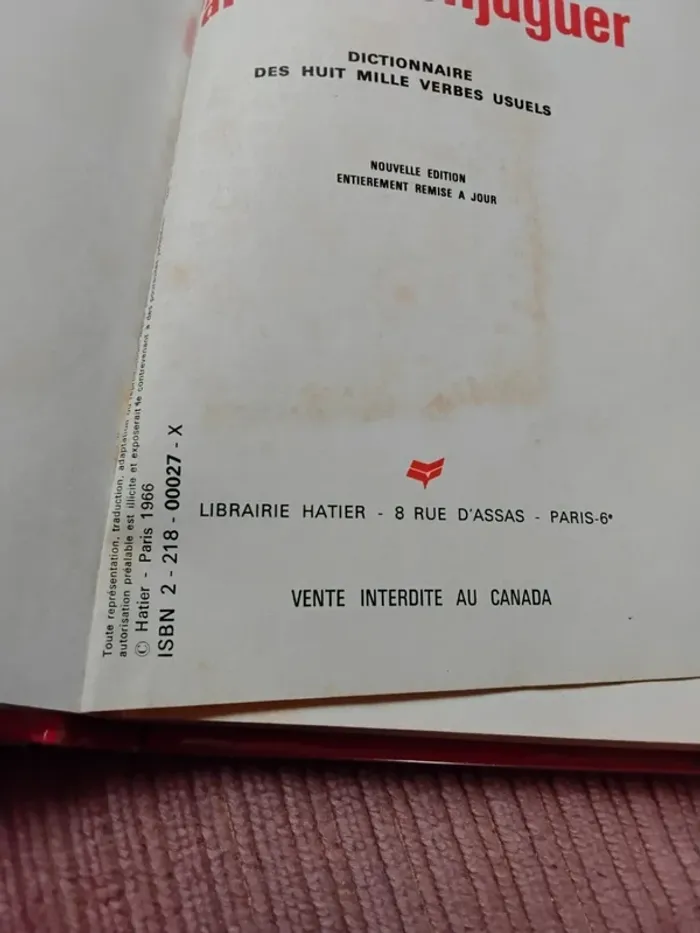 DICTIONNAIRE
DES HUIT MILLE VERBES USUELS
NOUVELLE EDITION
ENTIEREMENT REMISE A JOUR
LIBRAIRIE HATIER - 8 RUE D'ASSAS - PARIS-6e
VENTE INTERDITE AU CANADA
Toute représentation, traduction, adaptation
autorisation préalable est illicite et exposerait le contrevenant à des
© Hatier - Paris 1966
ISBN 2 - 218 - 00027 - X